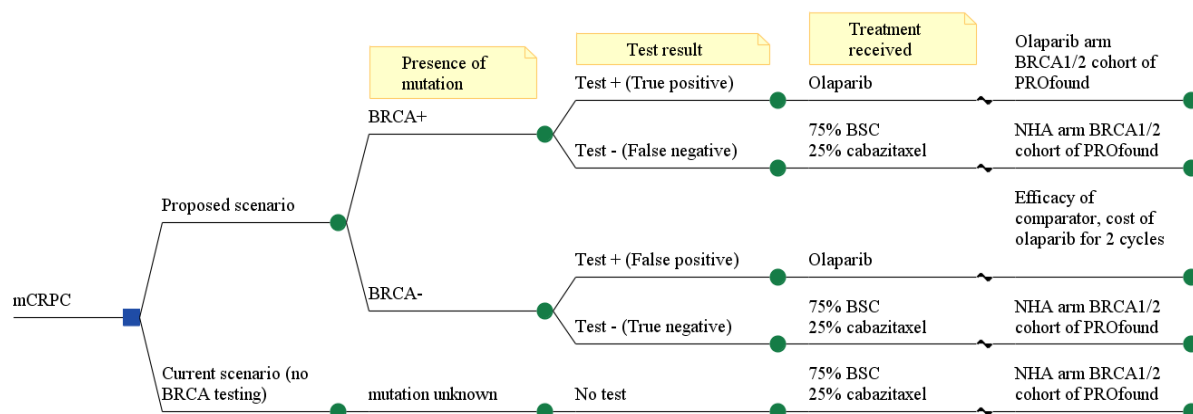 Presence of
mutation
Test result
Treatment
received
Olaparib arm
BRCA1/2 cohort of
PROfound
Test + (True positive)
Olaparib
BRCA+
Test - (False negative)
75% BSC
25% cabazitaxel
NHA arm BRCA1/2
cohort of PROfound
Proposed scenario
Efficacy of
comparator, cost of
olaparib for 2 cycles
Test + (False positive)
Olaparib
BRCA-
Test - (True negative)
75% BSC
25% cabazitaxel
NHA arm BRCA1/2
cohort of PROfound
mCRPC
Current scenario (no
BRCA testing)
mutation unknown
No test
75% BSC
25% cabazitaxel
NHA arm BRCA1/2
cohort of PROfound